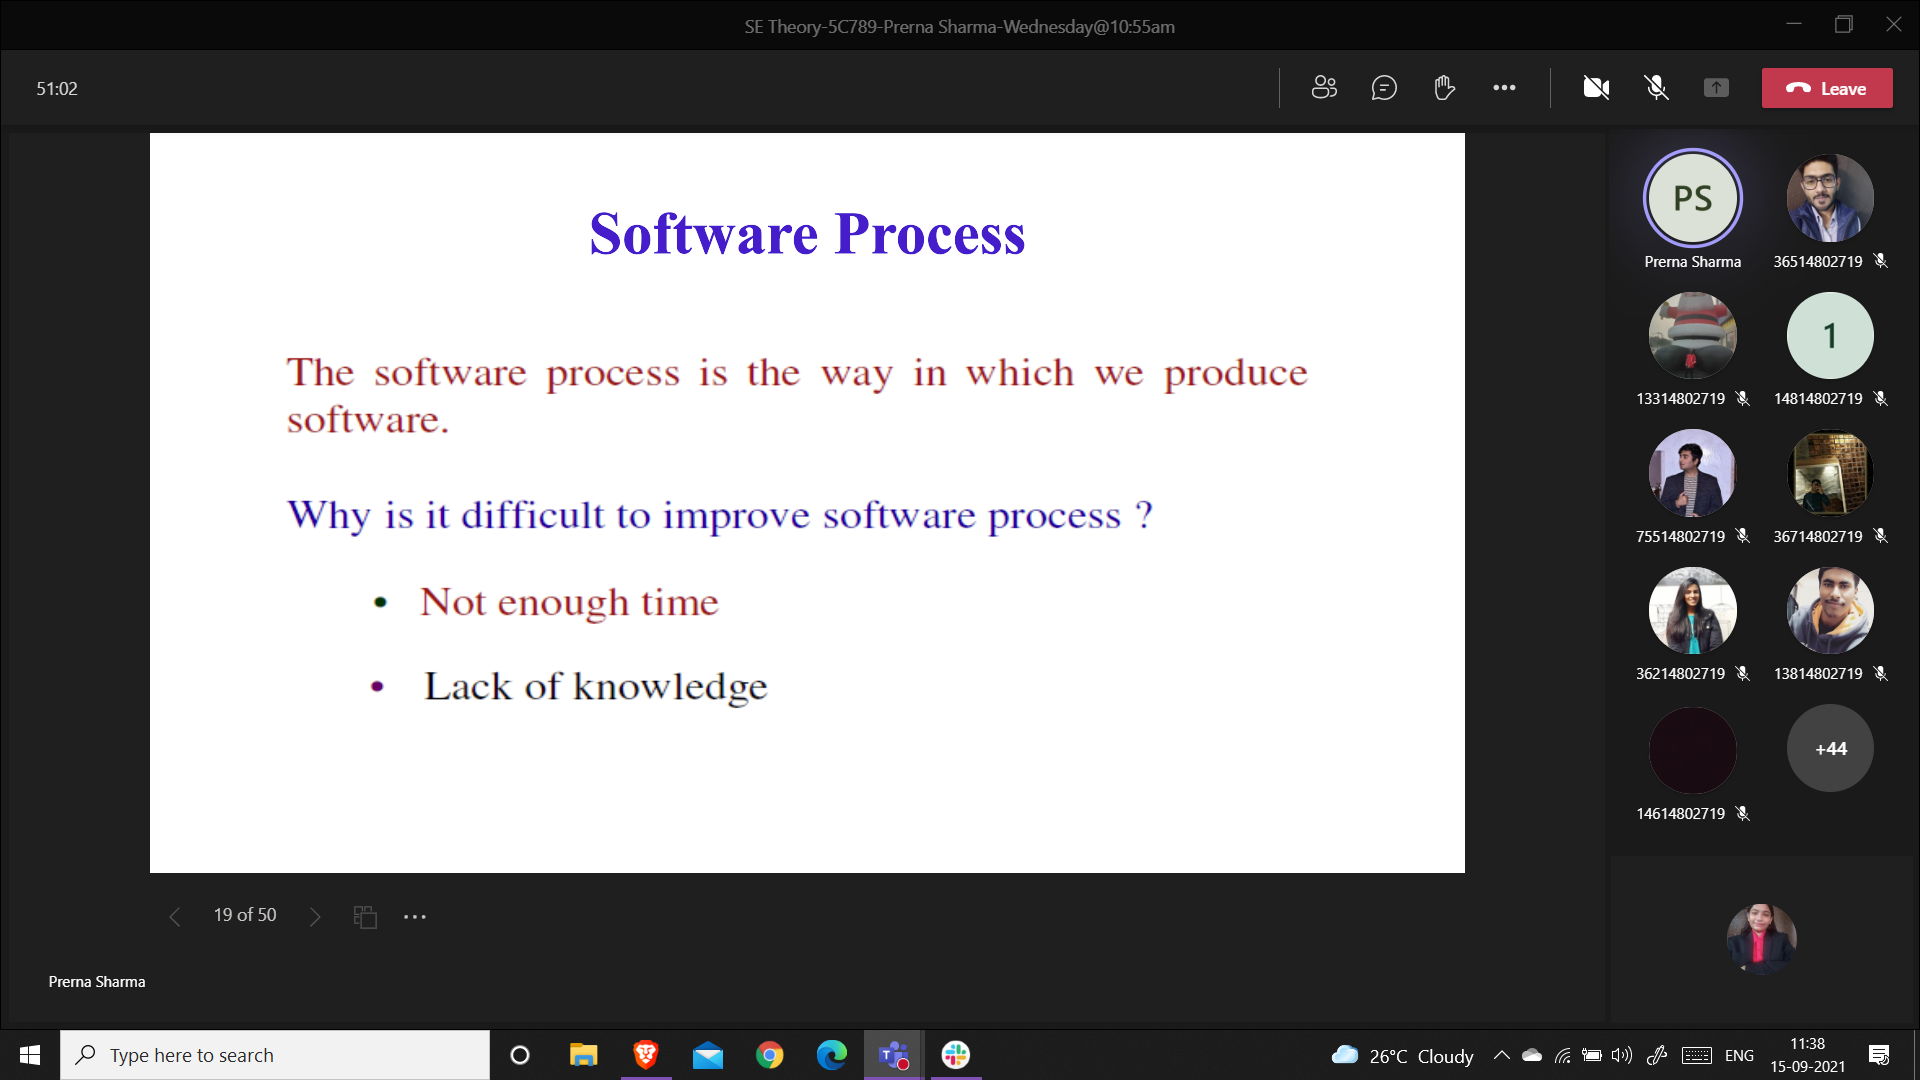 SE Theory-5C789-Prerna Sharma-Wednesday@10:55am
51:02
Leave
Software Process
The software process is the way in which we produce
software.
Why is it difficult to improve software process ?
• Not enough time
• Lack of knowledge
PS
Prerna Sharma
36514802719
13314802719
1
14814802719
75514802719
36714802719
36214802719
13814802719
14614802719
+44
19 of 50
Prerna Sharma
Type here to search
26°C Cloudy
ENG
11:38
15-09-2021